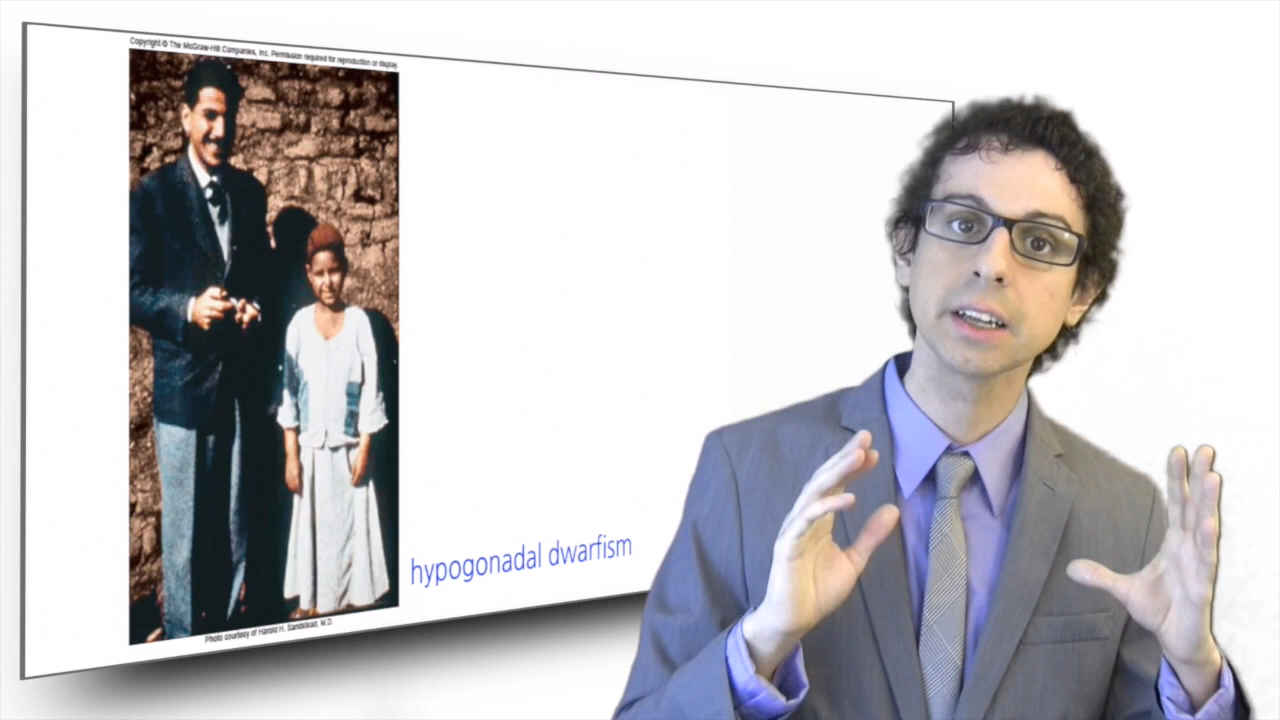 Copyright © The McGraw-Hill Companies, Inc. Permission required for reproduction or display.
hypogonadal dwarfism
Photo courtesy of Harold H. Sandstead, M.D.